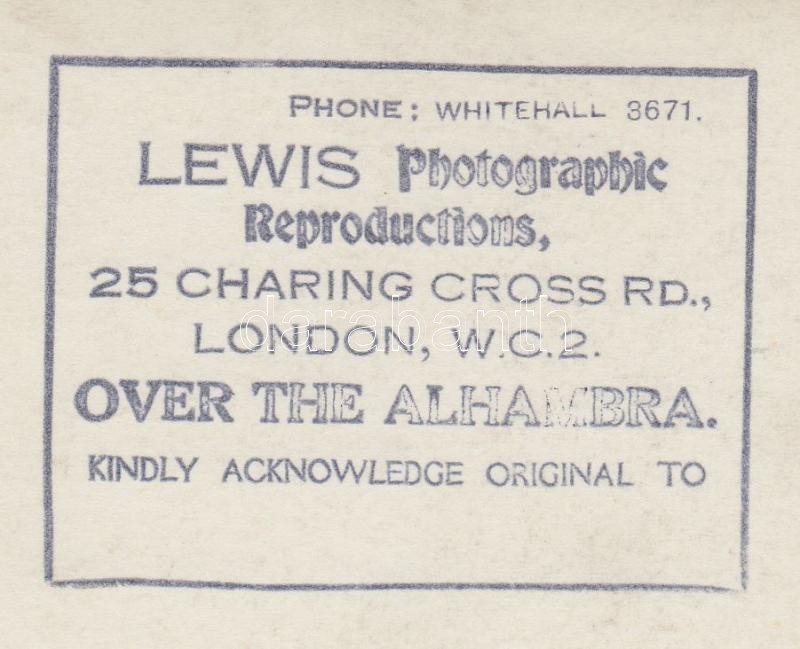 PHONE: WHITEHALL 3671.
LEWIS Photographic
Reproductions,
25 CHARING CROSS RD.,
darabanth
LONDON, W.C.2.
OVER THE ALHAMBRA.
KINDLY ACKNOWLEDGE ORIGINAL TO